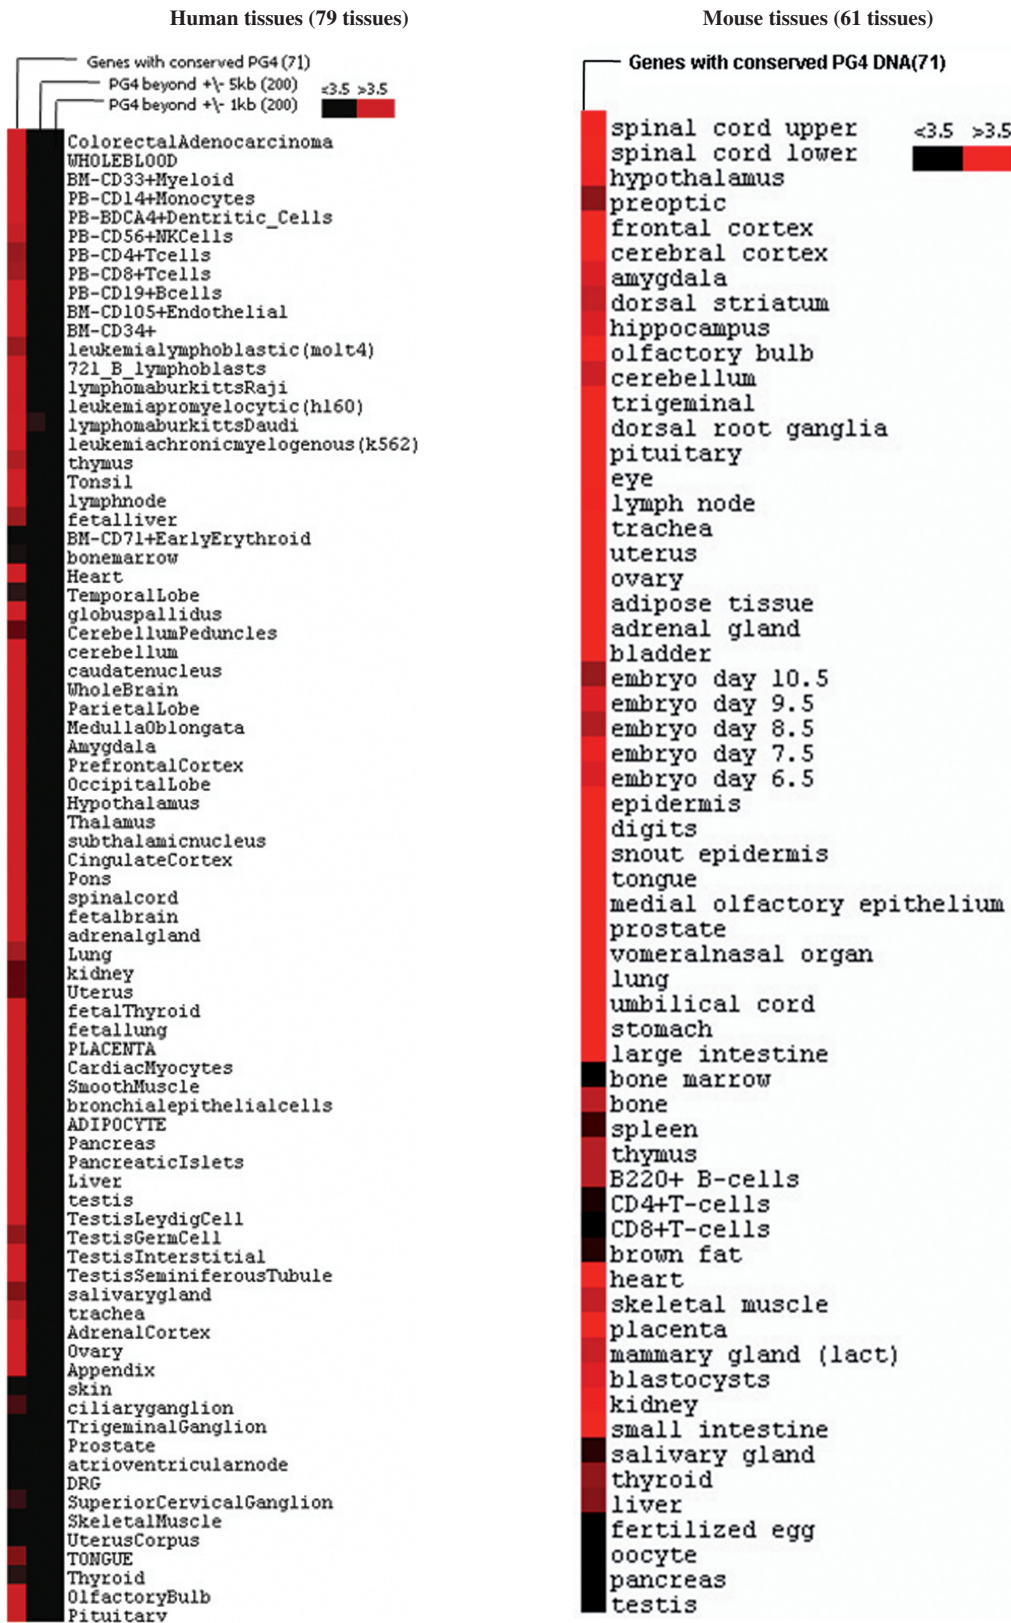 Human tissues (79 tissues)
Genes with conserved PG4 (71)
PG4 beyond +\- 5kb (200)
PG4 beyond +\- 1kb (200)
<3.5 >3.5
ColorectalAdenocarcinoma
WHOLEBLOOD
BM-CD33+Myeloid
PB-CD14+Monocytes
PB-BDCA4+Dentritic_Cells
PB-CD56+NKCells
PB-CD4+Tcells
PB-CD8+Tcells
PB-CD19+Bcells
BM-CD105+Endothelial
BM-CD34+
leukemialymphoblastic(molt4)
721_B_lymphoblasts
lymphomaburkittsRaji
leukemiapromyelocytic(hl60)
lymphomaburkittsDaudi
leukemiachronicmyelogenous(k562)
thymus
Tonsil
lymphnode
fetalliver
BM-CD71+EarlyErythroid
bonemarrow
Heart
TemporalLobe
globuspallidus
CerebellumPeduncles
cerebellum
caudatenucleus
WholeBrain
ParietalLobe
MedullaOblongata
Amygdala
PrefrontalCortex
OccipitalLobe
Hypothalamus
Thalamus
subthalamicnucleus
CingulateCortex
Pons
spinalcord
fetalbrain
adrenalgland
Lung
kidney
Uterus
fetalThyroid
fetallung
PLACENTA
CardiacMyocytes
SmoothMuscle
bronchialepithelialcells
ADIPOCYTE
Pancreas
PancreaticIslets
Liver
testis
TestisLeydigCell
TestisGermCell
TestisInterstitial
TestisSeminiferousTubule
salivarygland
trachea
AdrenalCortex
Ovary
Appendix
skin
ciliaryganglion
TrigeminalGanglion
Prostate
atrioventricularnode
DRG
SuperiorCervicalGanglion
SkeletalMuscle
UterusCorpus
TONGUE
Thyroid
OlfactoryBulb
Pituitary
Mouse tissues (61 tissues)
Genes with conserved PG4 DNA(71)
<3.5 >3.5
spinal cord upper
spinal cord lower
hypothalamus
preoptic
frontal cortex
cerebral cortex
amygdala
dorsal striatum
hippocampus
olfactory bulb
cerebellum
trigeminal
dorsal root ganglia
pituitary
eye
lymph node
trachea
uterus
ovary
adipose tissue
adrenal gland
bladder
embryo day 10.5
embryo day 9.5
embryo day 8.5
embryo day 7.5
embryo day 6.5
epidermis
digits
snout epidermis
tongue
medial olfactory epithelium
prostate
vomeralnasal organ
lung
umbilical cord
stomach
large intestine
bone marrow
bone
spleen
thymus
B220+ B-cells
CD4+T-cells
CD8+T-cells
brown fat
heart
skeletal muscle
placenta
mammary gland (lact)
blastocysts
kidney
small intestine
salivary gland
thyroid
liver
fertilized egg
oocyte
pancreas
testis